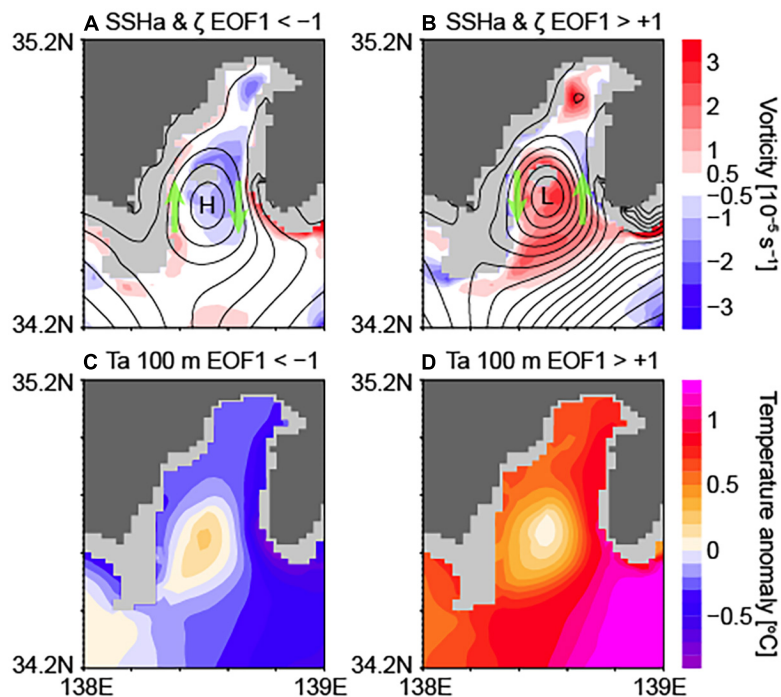 A SSHa & ζ EOF1 < −1
B SSHa & ζ EOF1 > +1
35.2N
35.2N
H
L
34.2N
34.2N
3
2
1
0.5
−0.5
−1
−2
−3
Vorticity [10⁻⁵ s⁻¹]
C Ta 100 m EOF1 < −1
D Ta 100 m EOF1 > +1
35.2N
35.2N
34.2N
34.2N
138E
139E
138E
139E
1
0.5
0
−0.5
Temperature anomaly [°C]